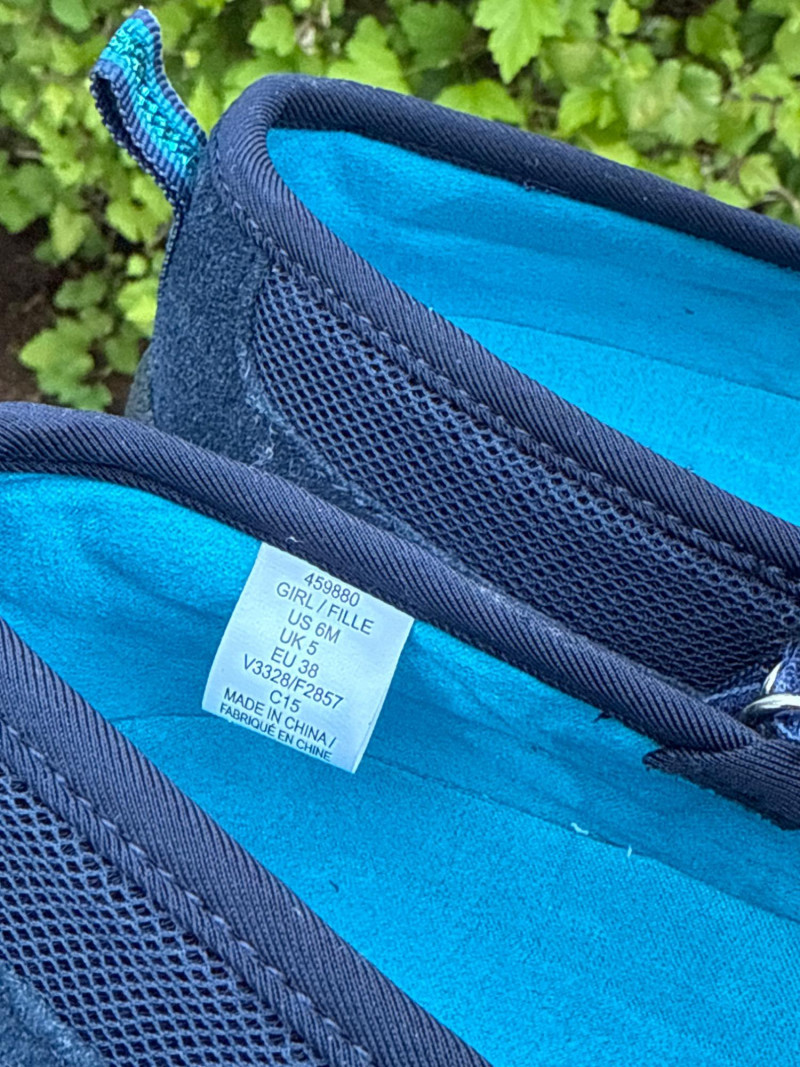 459880
GIRL / FILLE
US 6M
UK 5
EU 38
V3328/F2857
C15
MADE IN CHINA /
FABRIQUÉ EN CHINE